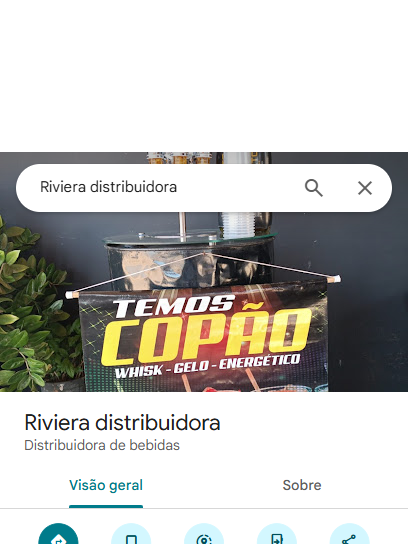 Riviera distribuidora
TEMOS
COPÃO
WHISK - GELO - ENERGÉTICO
Riviera distribuidora
Distribuidora de bebidas
Visão geral
Sobre